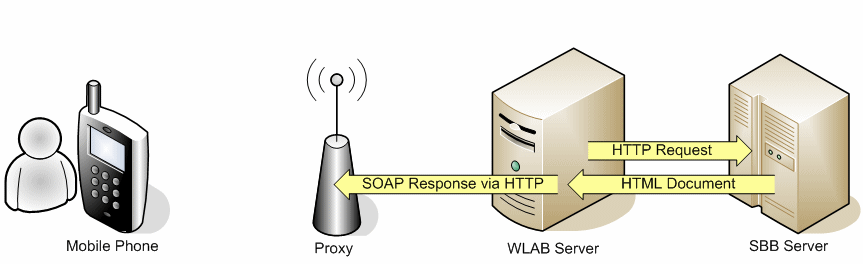 HTTP Request
SOAP Response via HTTP
HTML Document
Mobile Phone
Proxy
WLAB Server
SBB Server